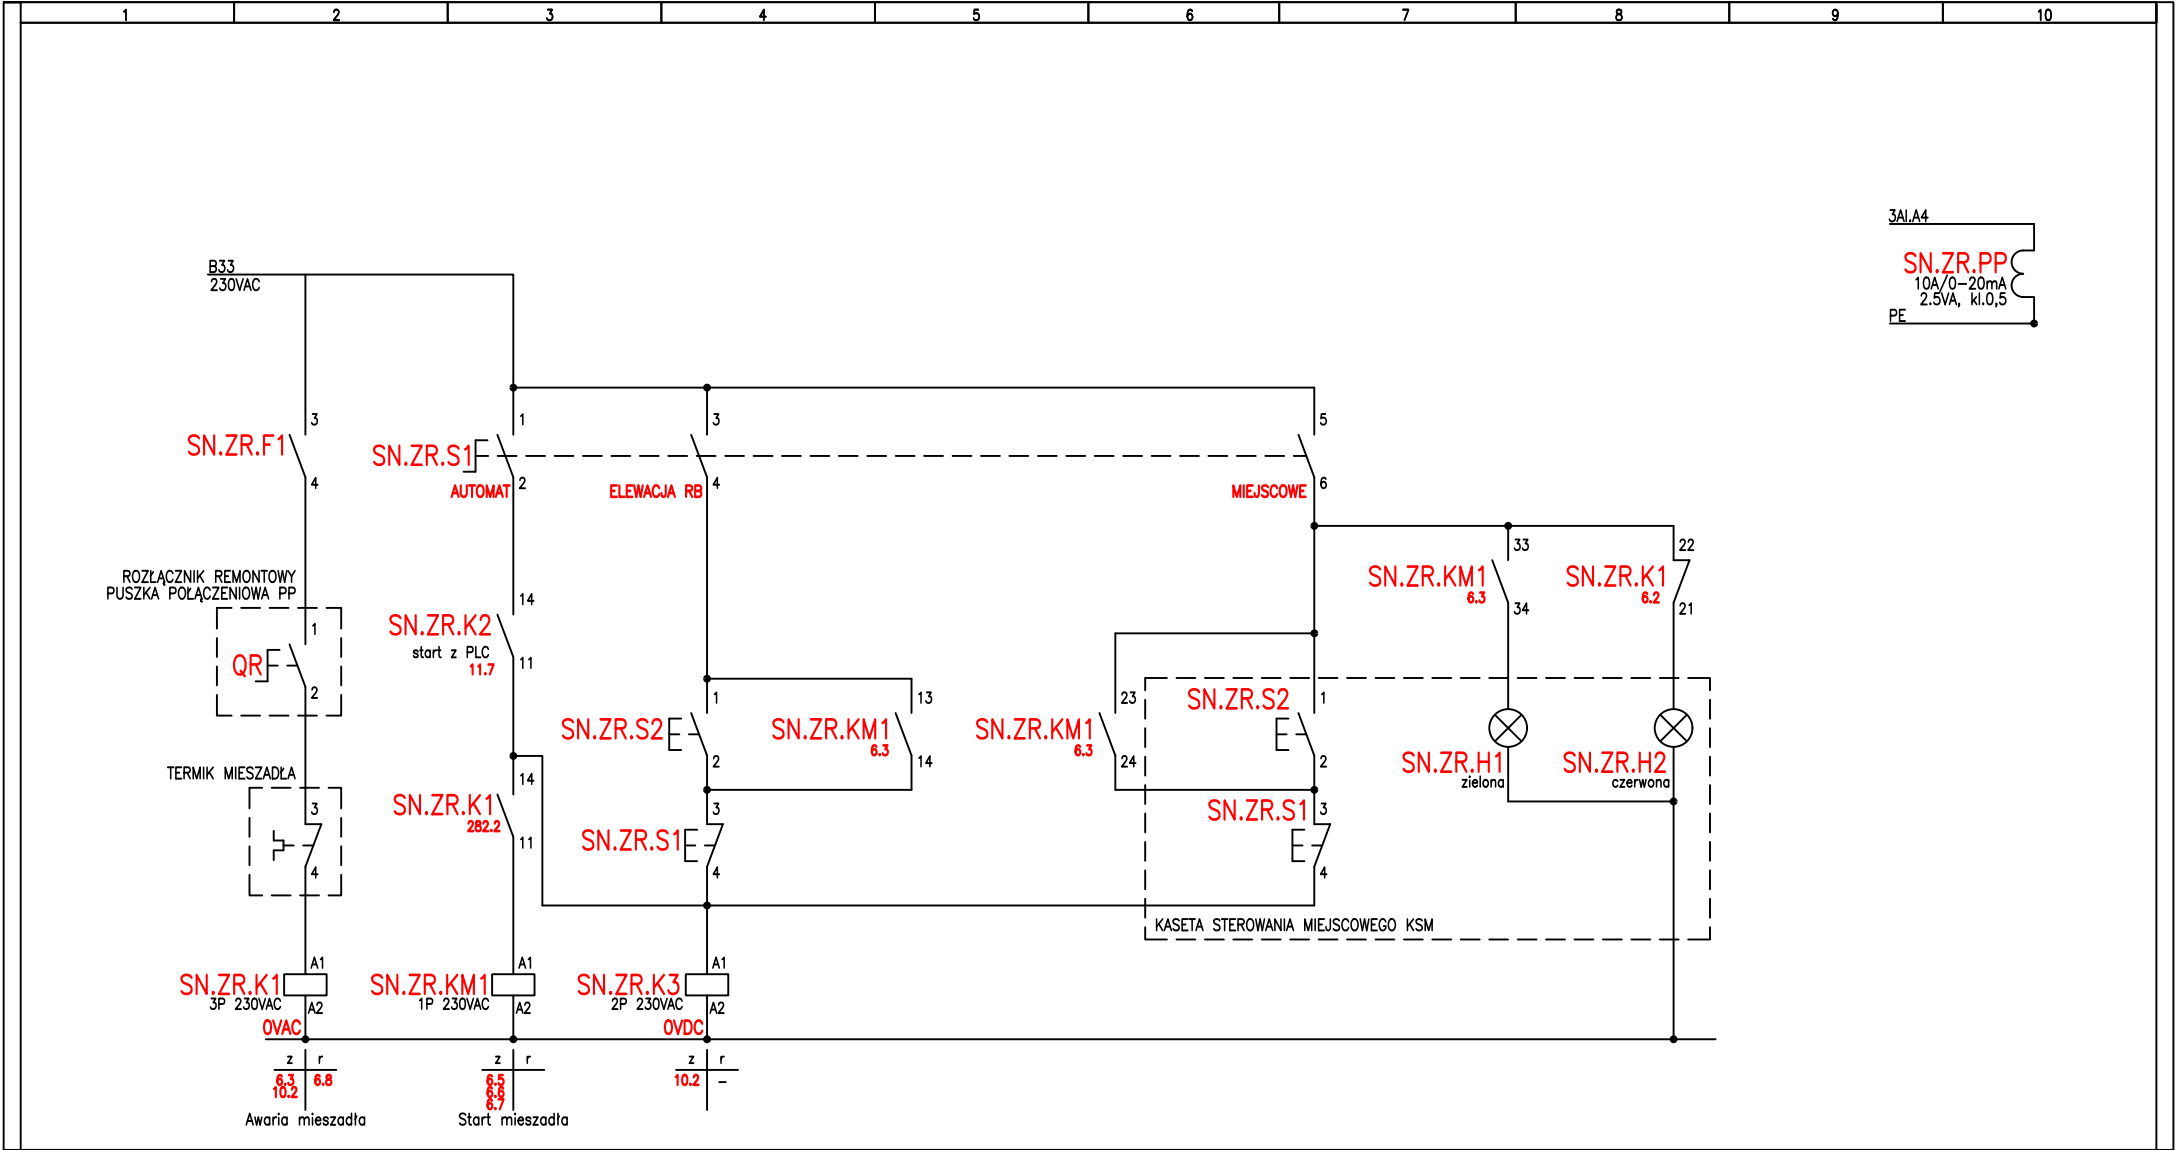 1 2 3 4 5 6 7 8 9 10
3AI.A4
SN.ZR.PP
10A/0-20mA
2.5VA, kl.0,5
PE
B33
230VAC
3
SN.ZR.F1
4
1
SN.ZR.S1
2
AUTOMAT
3
4
ELEWACJA RB
5
6
MIEJSCOWE
ROZŁĄCZNIK REMONTOWY
PUSZKA POŁĄCZENIOWA PP
1
QR
2
TERMIK MIESZADŁA
3
4
14
SN.ZR.K2
start z PLC
11.7
11
14
SN.ZR.K1
282.2
11
1
SN.ZR.S2
2
13
SN.ZR.KM1
6.3
14
3
SN.ZR.S1
4
23
SN.ZR.KM1
6.3
24
SN.ZR.S2
1
2
SN.ZR.S1
3
4
33
SN.ZR.KM1
6.3
34
22
SN.ZR.K1
6.2
21
SN.ZR.H1
zielona
SN.ZR.H2
czerwona
KASETA STEROWANIA MIEJSCOWEGO KSM
A1
SN.ZR.K1
3P 230VAC
A2
0VAC
A1
SN.ZR.KM1
1P 230VAC
A2
A1
SN.ZR.K3
2P 230VAC
A2
0VDC
z r
6.3 6.8
10.2
Awaria mieszadła
z r
6.5
6.6
6.7
Start mieszadła
z r
10.2 -